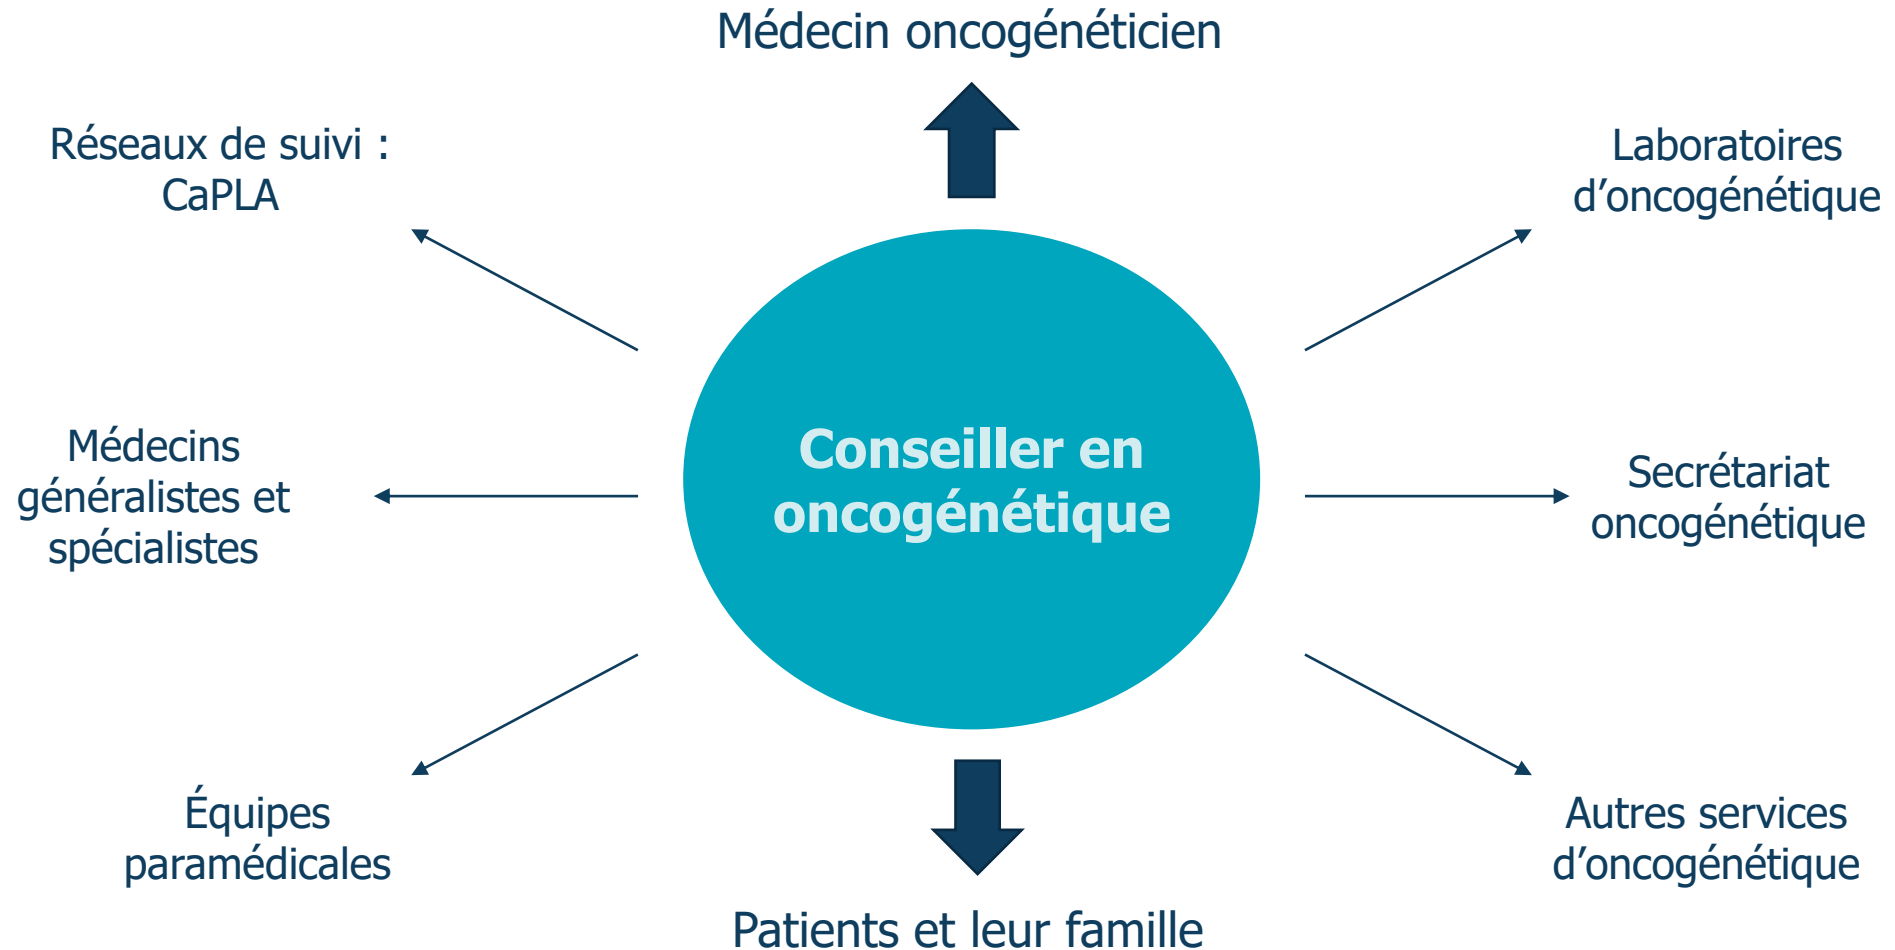 Médecin oncogénéticien
Réseaux de suivi :
CaPLA
Laboratoires
d’oncogénétique
Médecins
généralistes et
spécialistes
Conseiller en
oncogénétique
Secrétariat
oncogénétique
Équipes
paramédicales
Autres services
d’oncogénétique
Patients et leur famille